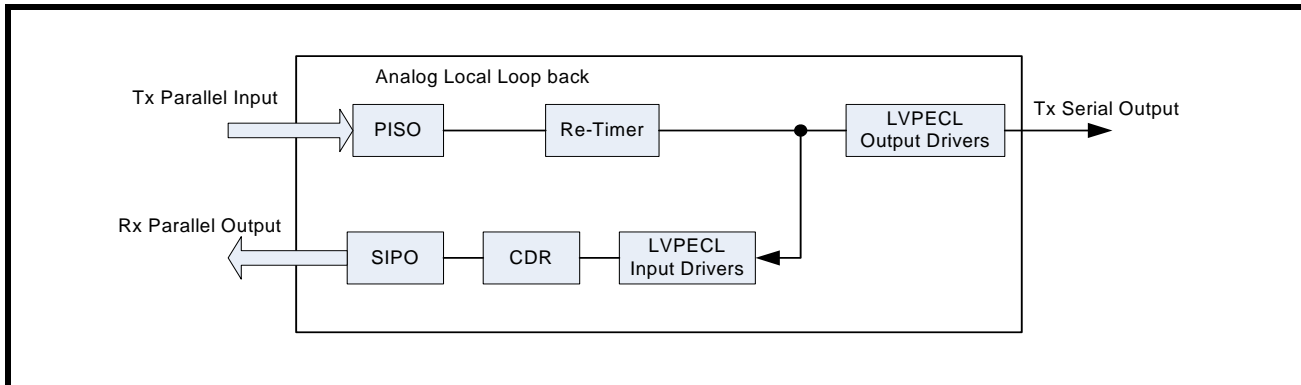 Analog Local Loop back
Tx Parallel Input
PISO
Re-Timer
LVPECL
Output Drivers
Tx Serial Output
Rx Parallel Output
SIPO
CDR
LVPECL
Input Drivers